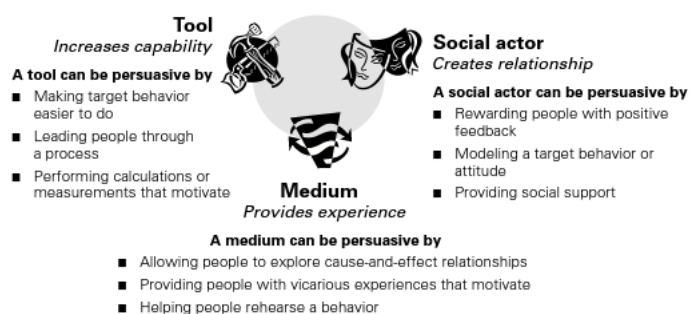 Tool
Increases capability
A tool can be persuasive by
■ Making target behavior
easier to do
■ Leading people through
a process
■ Performing calculations or
measurements that motivate
Social actor
Creates relationship
A social actor can be persuasive by
■ Rewarding people with positive
feedback
■ Modeling a target behavior or
attitude
■ Providing social support
Medium
Provides experience
A medium can be persuasive by
■ Allowing people to explore cause-and-effect relationships
■ Providing people with vicarious experiences that motivate
■ Helping people rehearse a behavior